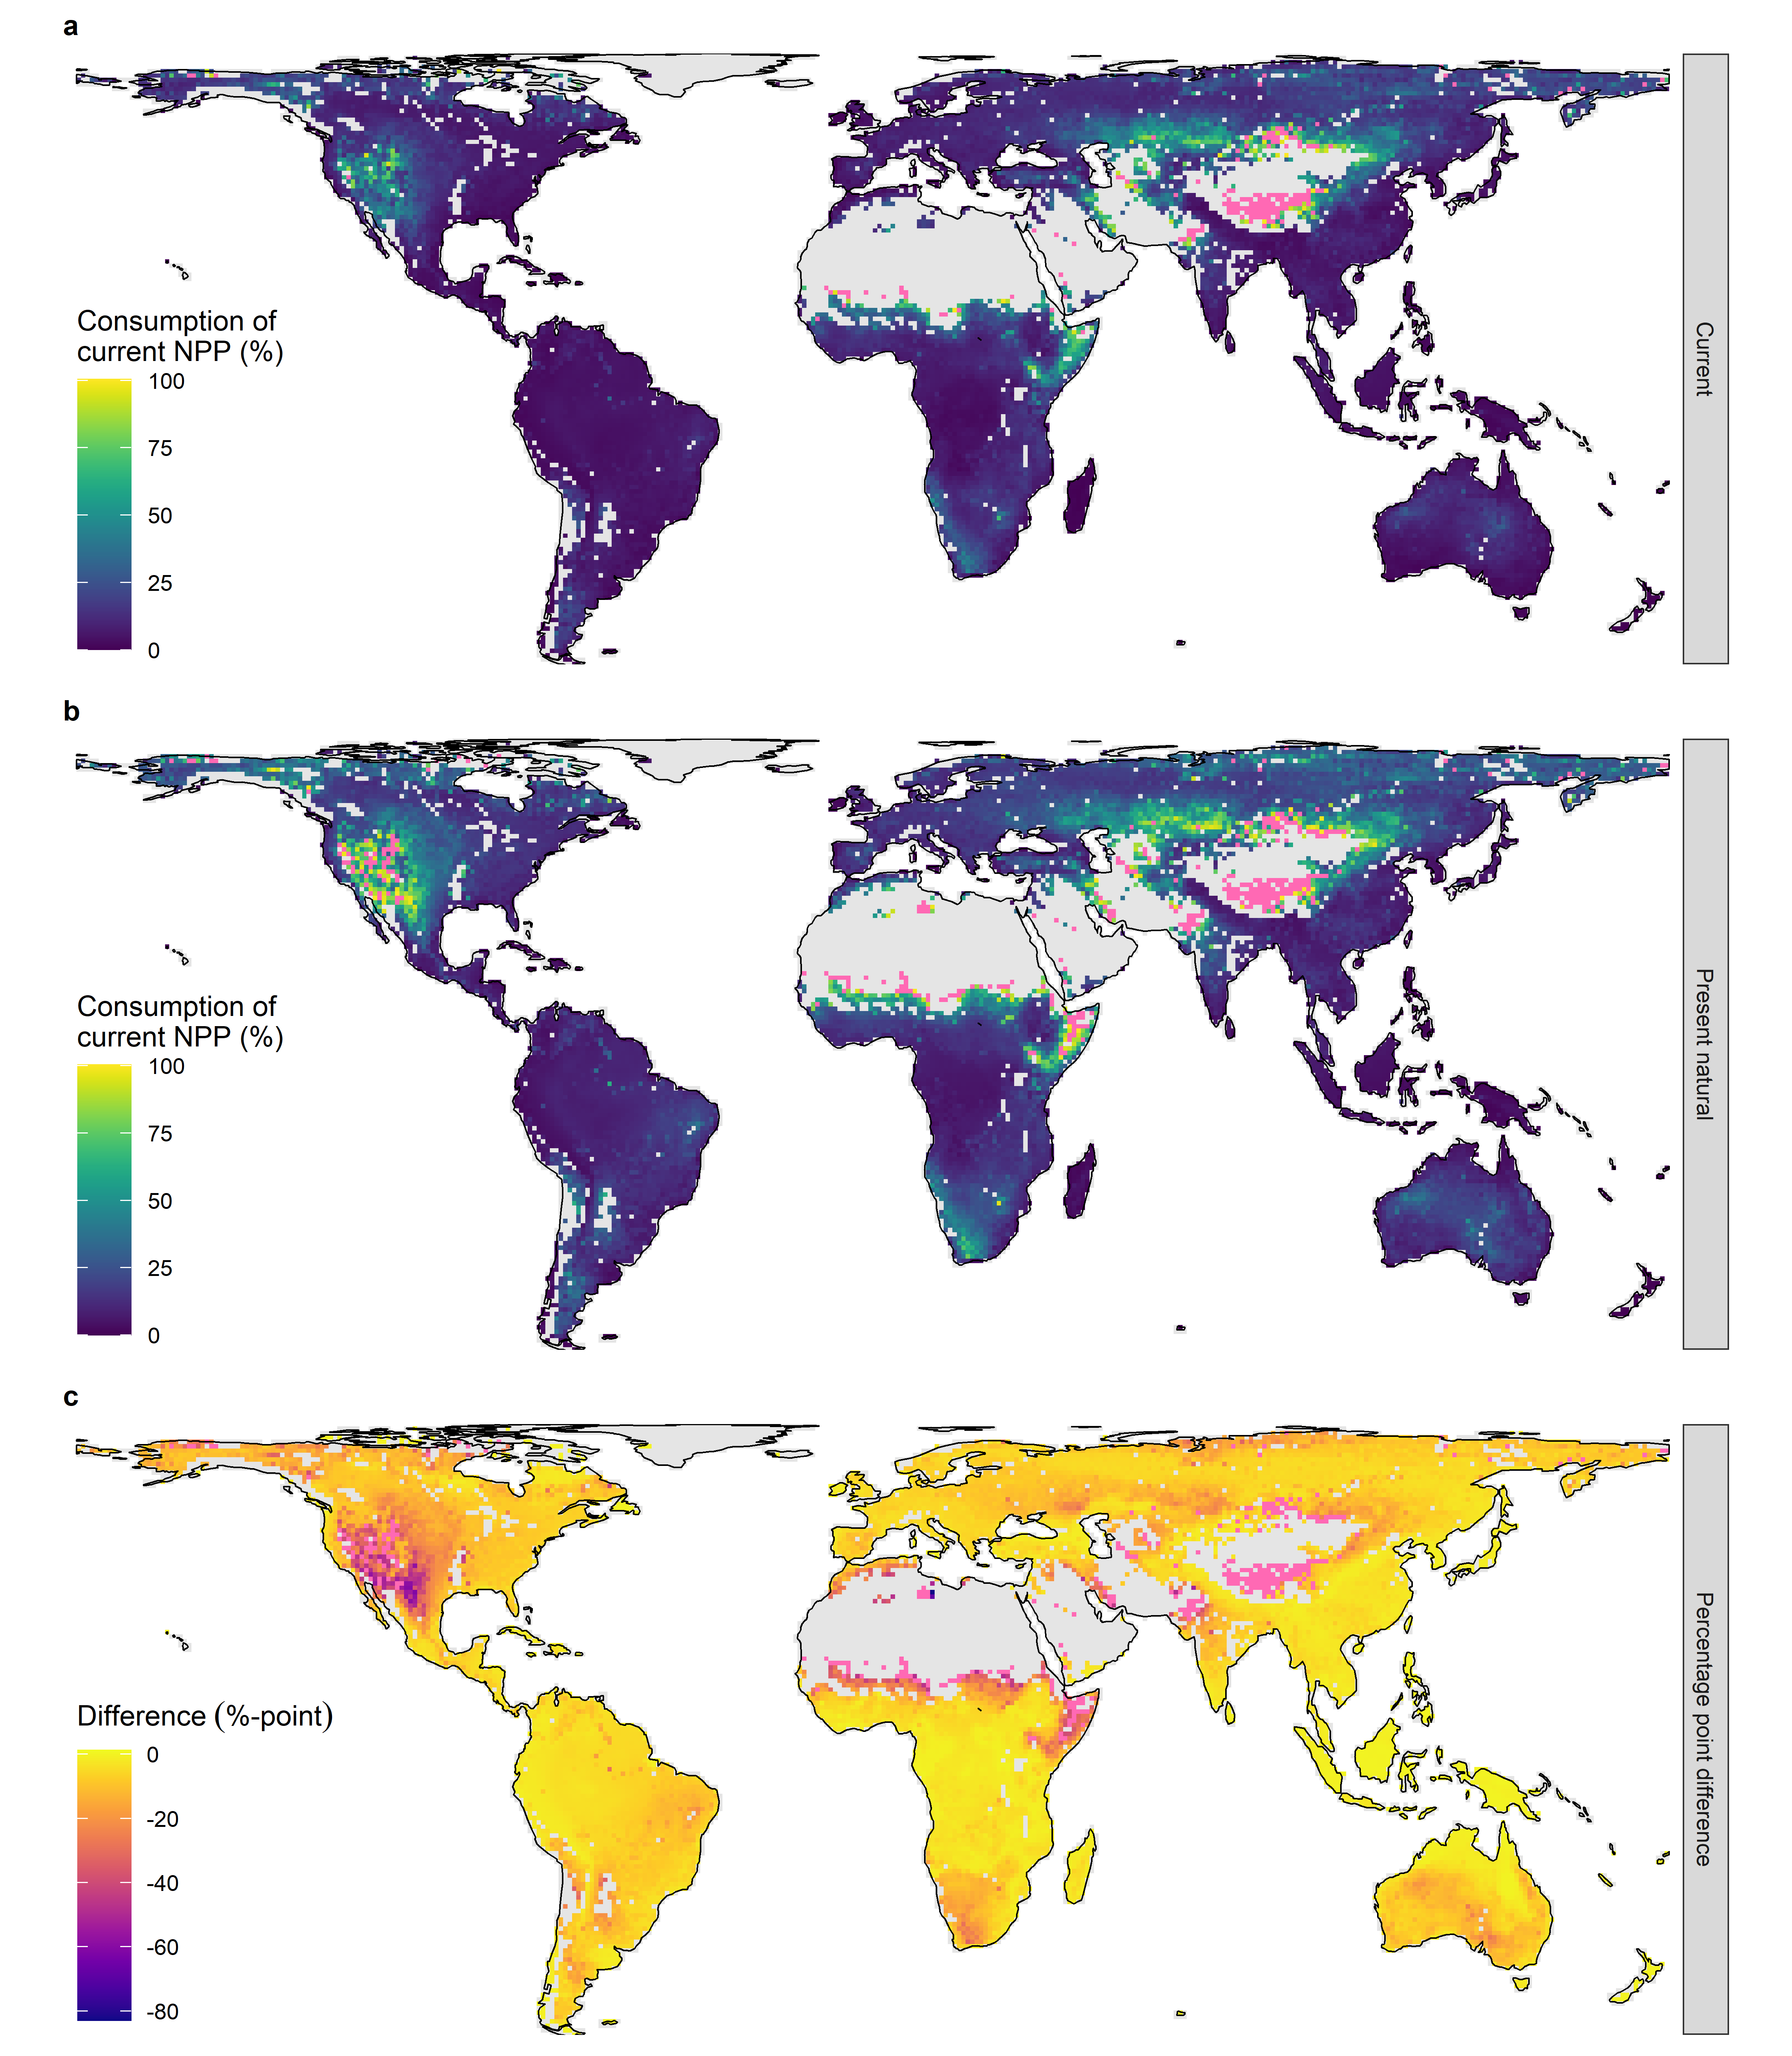 a
Current
Consumption of
current NPP (%)
100
75
50
25
0
b
Present natural
Consumption of
current NPP (%)
100
75
50
25
0
c
Percentage point difference
Difference (%-point)
0
-20
-40
-60
-80